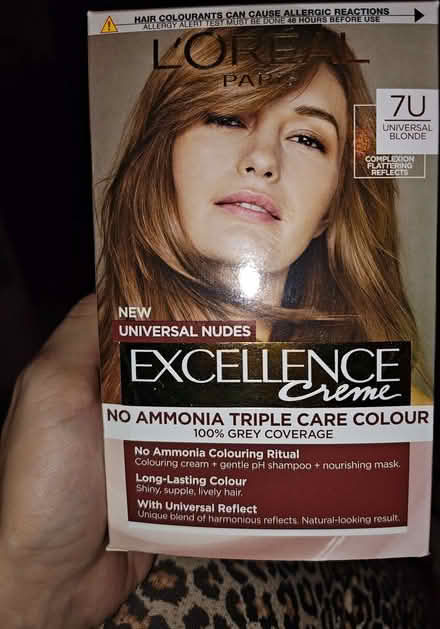 HAIR COLOURANTS CAN CAUSE ALLERGIC REACTIONS
ALLERGY ALERT TEST MUST BE DONE 48 HOURS BEFORE USE
L'ORÉAL
PARIS
7U
UNIVERSAL
BLONDE
COMPLEXION
FLATTERING
REFLECTS
NEW
UNIVERSAL NUDES
EXCELLENCE
Creme
NO AMMONIA TRIPLE CARE COLOUR
100% GREY COVERAGE
No Ammonia Colouring Ritual
Colouring cream + gentle pH shampoo + nourishing mask.
Long-Lasting Colour
Shiny, supple, lively hair.
With Universal Reflect
Unique blend of harmonious reflects. Natural-looking result.